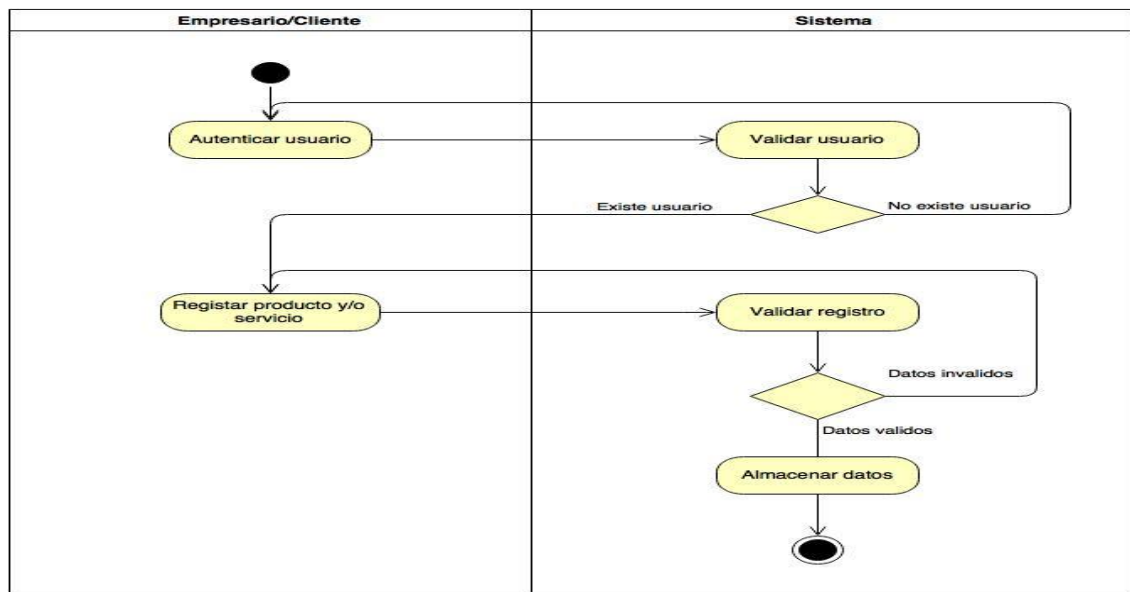 Empresario/Cliente
Sistema
Autenticar usuario
Validar usuario
Existe usuario
No existe usuario
Registar producto y/o
servicio
Validar registro
Datos invalidos
Datos validos
Almacenar datos